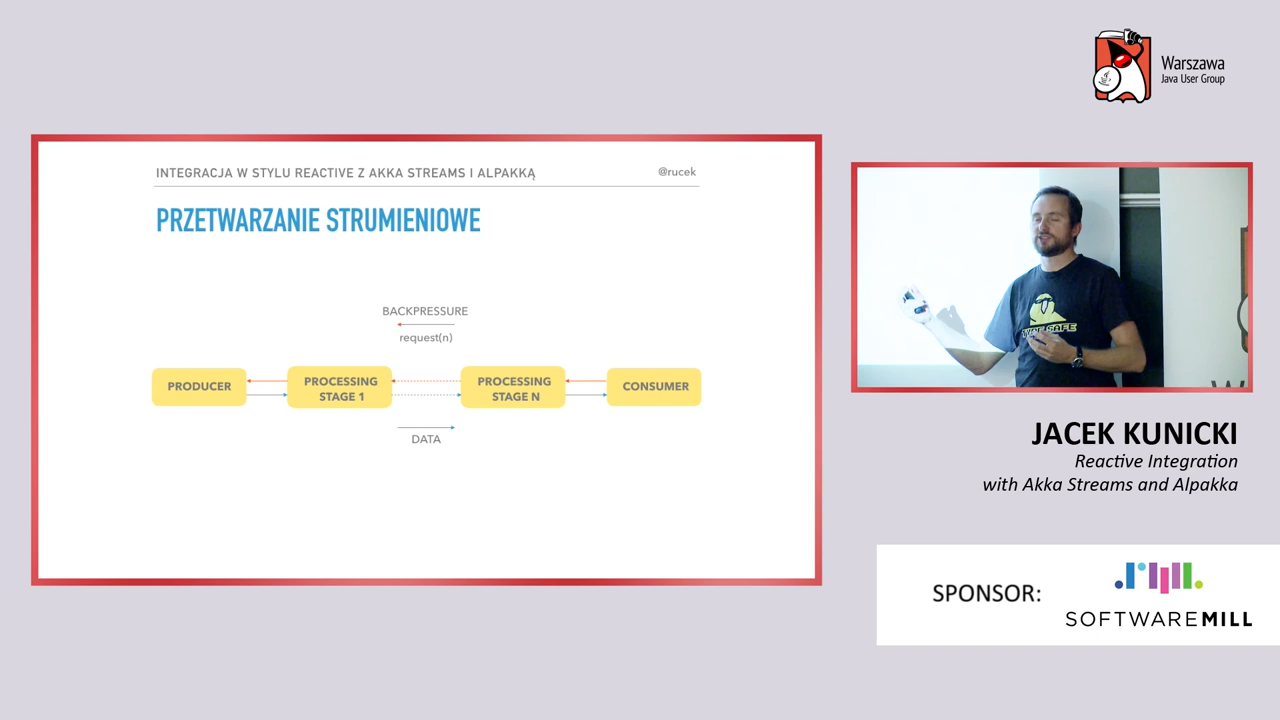 Warszawa
Java User Group
INTEGRACJA W STYLU REACTIVE Z AKKA STREAMS I ALPAKKĄ
@rucek
PRZETWARZANIE STRUMIENIOWE
BACKPRESSURE
request(n)
PRODUCER
PROCESSING
STAGE 1
PROCESSING
STAGE N
CONSUMER
DATA
JACEK KUNICKI
Reactive Integration
with Akka Streams and Alpakka
SPONSOR:
SOFTWAREMILL